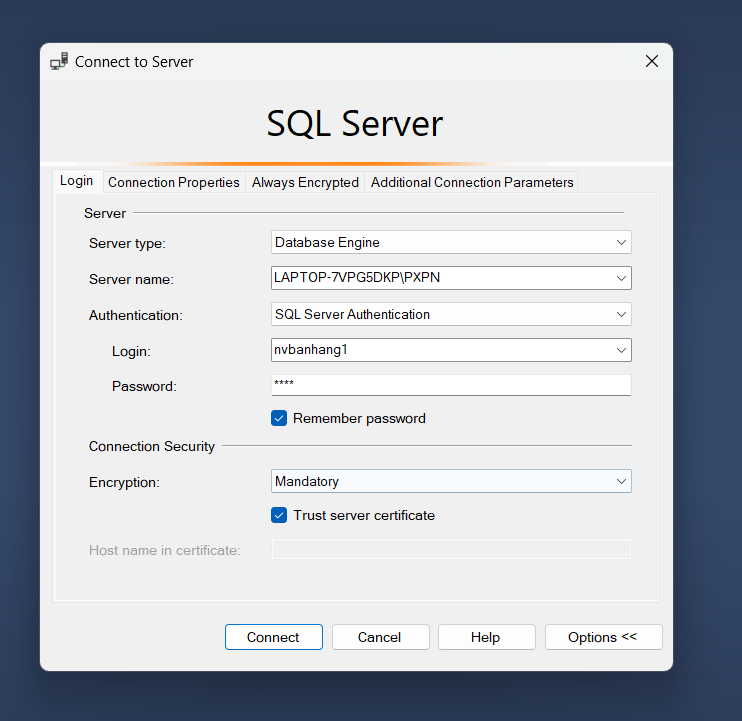 Connect to Server
SQL Server
Login Connection Properties Always Encrypted Additional Connection Parameters
Server
Server type: Database Engine
Server name: LAPTOP-7VPG5DKP\PXPN
Authentication: SQL Server Authentication
Login: nvbanhang1
Password: ****
Remember password
Connection Security
Encryption: Mandatory
Trust server certificate
Host name in certificate:
Connect Cancel Help Options <<